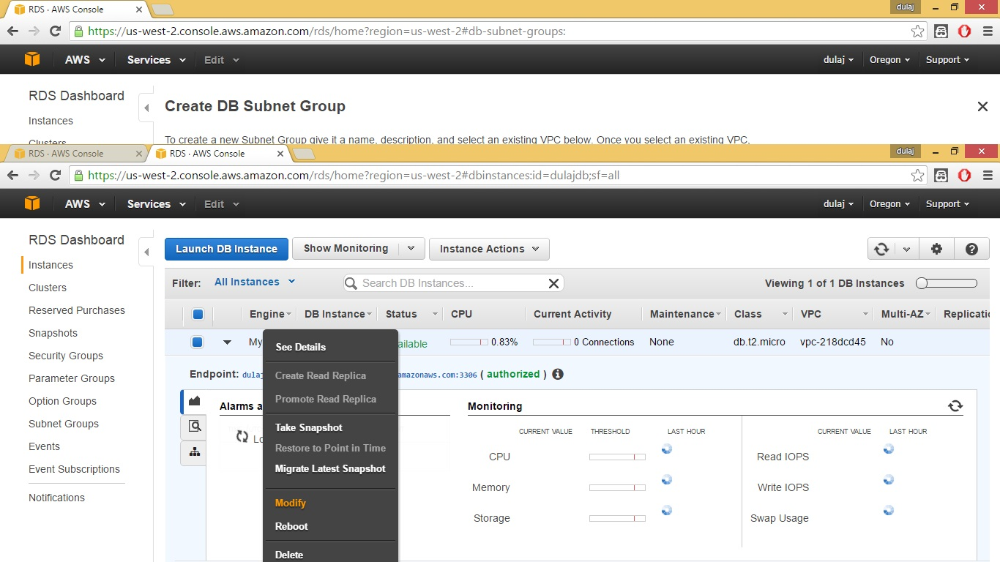 RDS · AWS Console
dulaj
https://us-west-2.console.aws.amazon.com/rds/home?region=us-west-2#db-subnet-groups:
AWS Services Edit dulaj Oregon Support
RDS Dashboard
Instances
Clusters
Create DB Subnet Group
To create a new Subnet Group give it a name, description, and select an existing VPC below. Once you select an existing VPC,
RDS · AWS Console RDS · AWS Console
dulaj
https://us-west-2.console.aws.amazon.com/rds/home?region=us-west-2#dbinstances:id=dulajdb;sf=all
AWS Services Edit dulaj Oregon Support
RDS Dashboard
Instances
Clusters
Reserved Purchases
Snapshots
Security Groups
Parameter Groups
Option Groups
Subnet Groups
Events
Event Subscriptions
Notifications
Launch DB Instance Show Monitoring Instance Actions
Filter: All Instances Search DB Instances... Viewing 1 of 1 DB Instances
Engine DB Instance Status CPU Current Activity Maintenance Class VPC Multi-AZ Replicatio
My ailable 0.83% 0 Connections None db.t2.micro vpc-218dcd45 No
Endpoint: dulaj amazonaws.com:3306 ( authorized )
See Details
Create Read Replica
Promote Read Replica
Take Snapshot
Restore to Point in Time
Migrate Latest Snapshot
Modify
Reboot
Delete
Alarms a
Lo
Monitoring
CURRENT VALUE THRESHOLD LAST HOUR CURRENT VALUE LAST HOUR
CPU Read IOPS
Memory Write IOPS
Storage Swap Usage